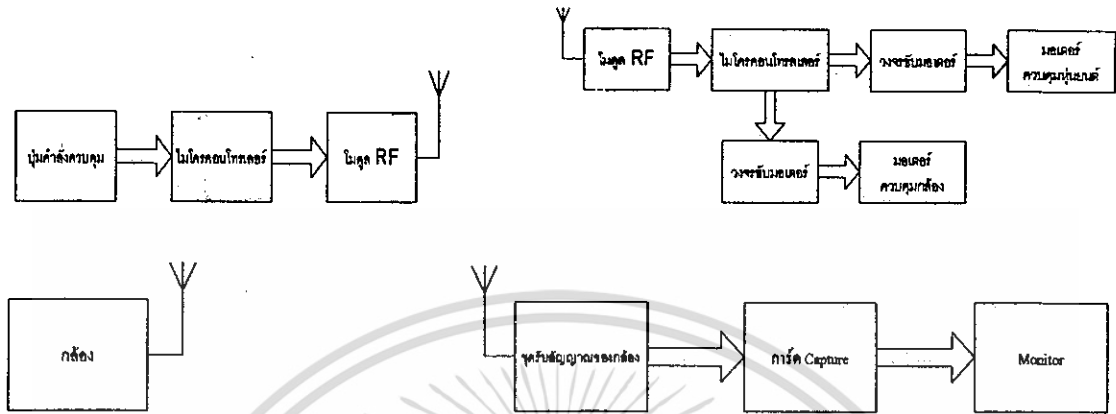 โมดูล RF
ไมโครคอนโทรลเลอร์
วงจรขับมอเตอร์
มอเตอร์
ควบคุมหุ่นยนต์
ปุ่มคำสั่งควบคุม
ไมโครคอนโทรลเลอร์
โมดูล RF
วงจรขับมอเตอร์
มอเตอร์
ควบคุมกล้อง
กล้อง
ชุดรับสัญญาณของกล้อง
การ์ด Capture
Monitor